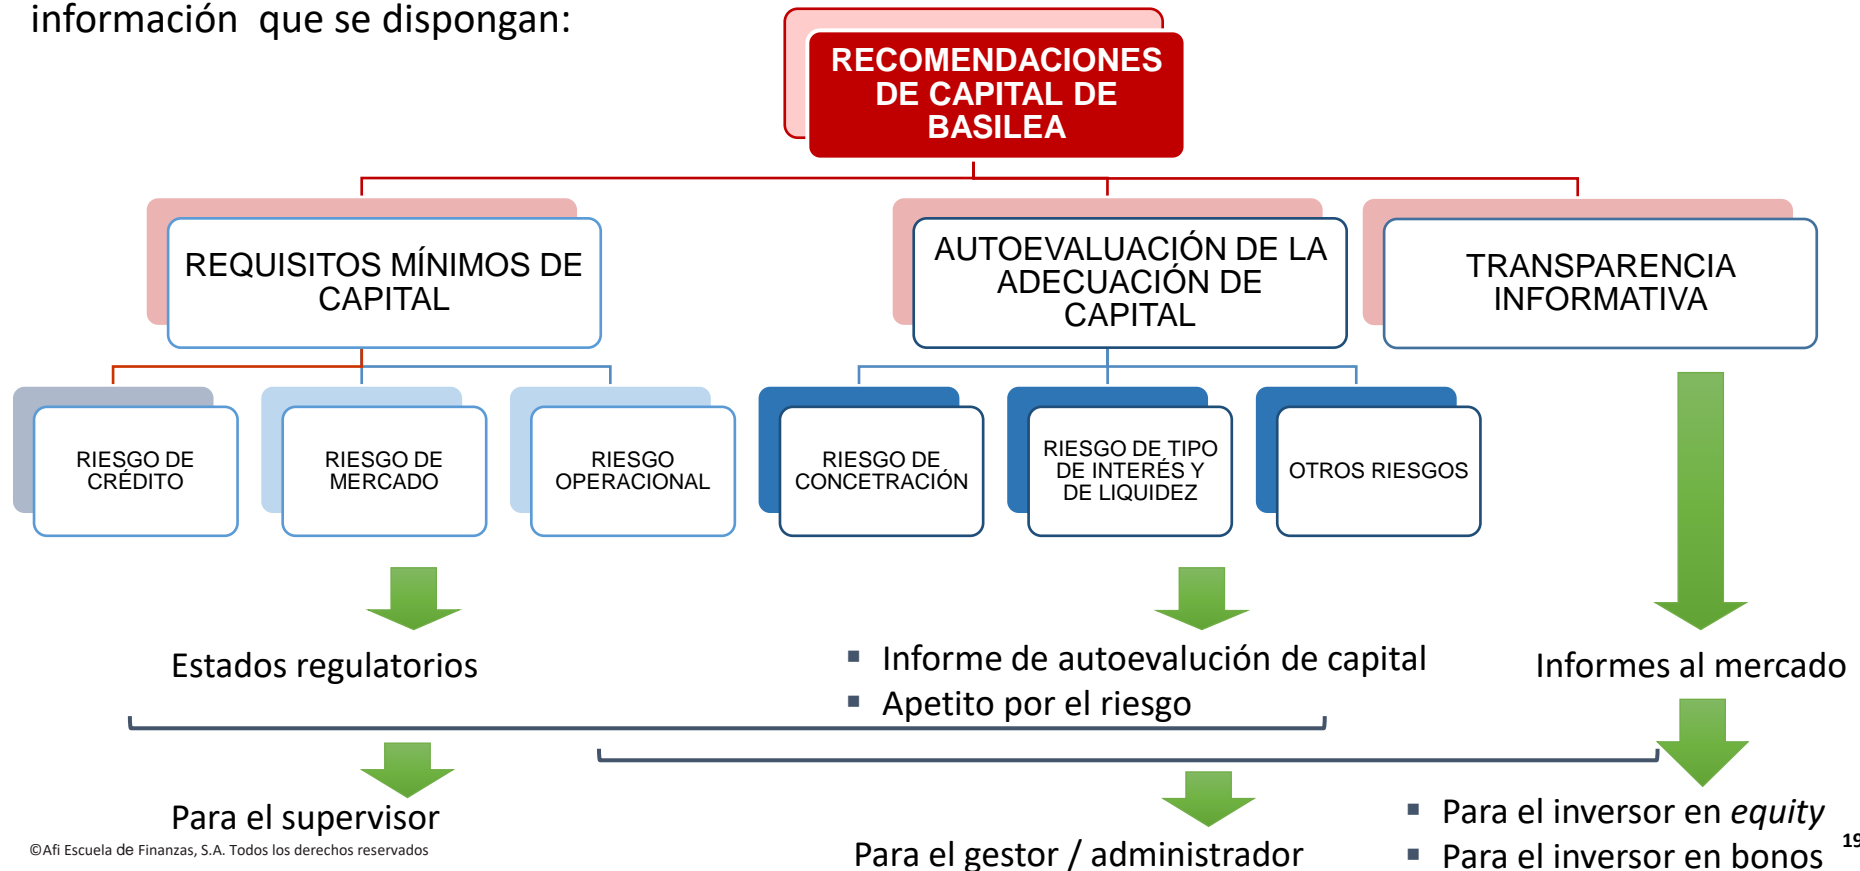 información  que se dispongan:
RECOMENDACIONES
DE CAPITAL DE
BASILEA
REQUISITOS MÍNIMOS DE
CAPITAL
AUTOEVALUACIÓN DE LA
ADECUACIÓN DE
CAPITAL
TRANSPARENCIA
INFORMATIVA
RIESGO DE
CRÉDITO
RIESGO DE
MERCADO
RIESGO
OPERACIONAL
RIESGO DE
CONCETRACIÓN
RIESGO DE TIPO
DE INTERÉS Y
DE LIQUIDEZ
OTROS RIESGOS
Estados regulatorios
▪ Informe de autoevalución de capital
▪ Apetito por el riesgo
Informes al mercado
Para el supervisor
Para el gestor / administrador
▪ Para el inversor en equity
▪ Para el inversor en bonos
©Afi Escuela de Finanzas, S.A. Todos los derechos reservados
19